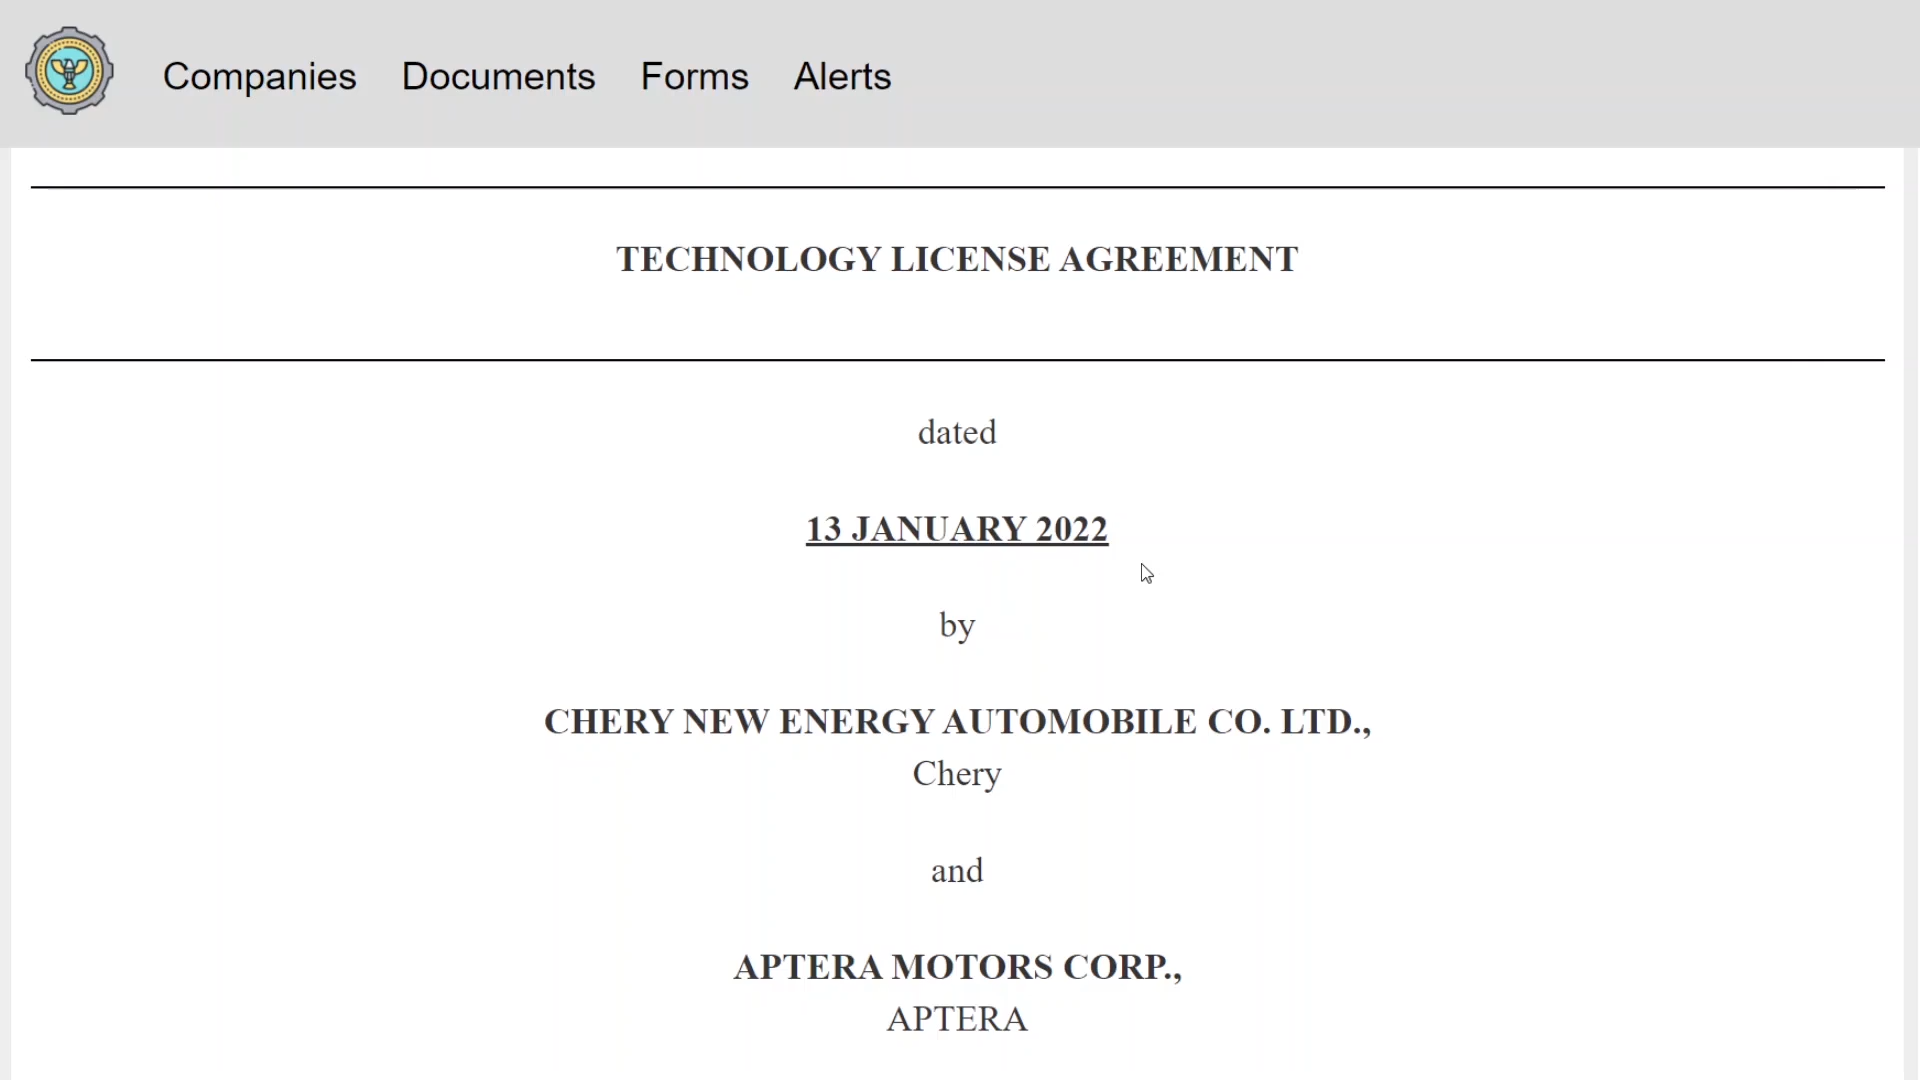 Companies Documents Forms Alerts
TECHNOLOGY LICENSE AGREEMENT
dated
13 JANUARY 2022
by
CHERY NEW ENERGY AUTOMOBILE CO. LTD.,
Chery
and
APTERA MOTORS CORP.,
APTERA